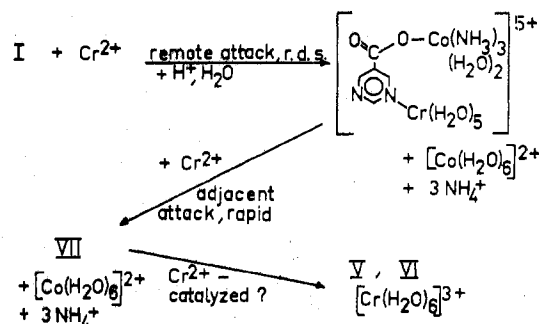 I + Cr²⁺ remote attack, r.d.s. + H⁺, H₂O
O C O Co(NH₃)₃ 5+
(H₂O)₂
N N Cr(H₂O)₅
+ Cr²⁺ + [Co(H₂O)₆]²⁺
adjacent + 3 NH₄⁺
attack, rapid
VII V, VI
+ [Co(H₂O)₆]²⁺ Cr²⁺ – [Cr(H₂O)₆]³⁺
+ 3 NH₄⁺ catalyzed ?